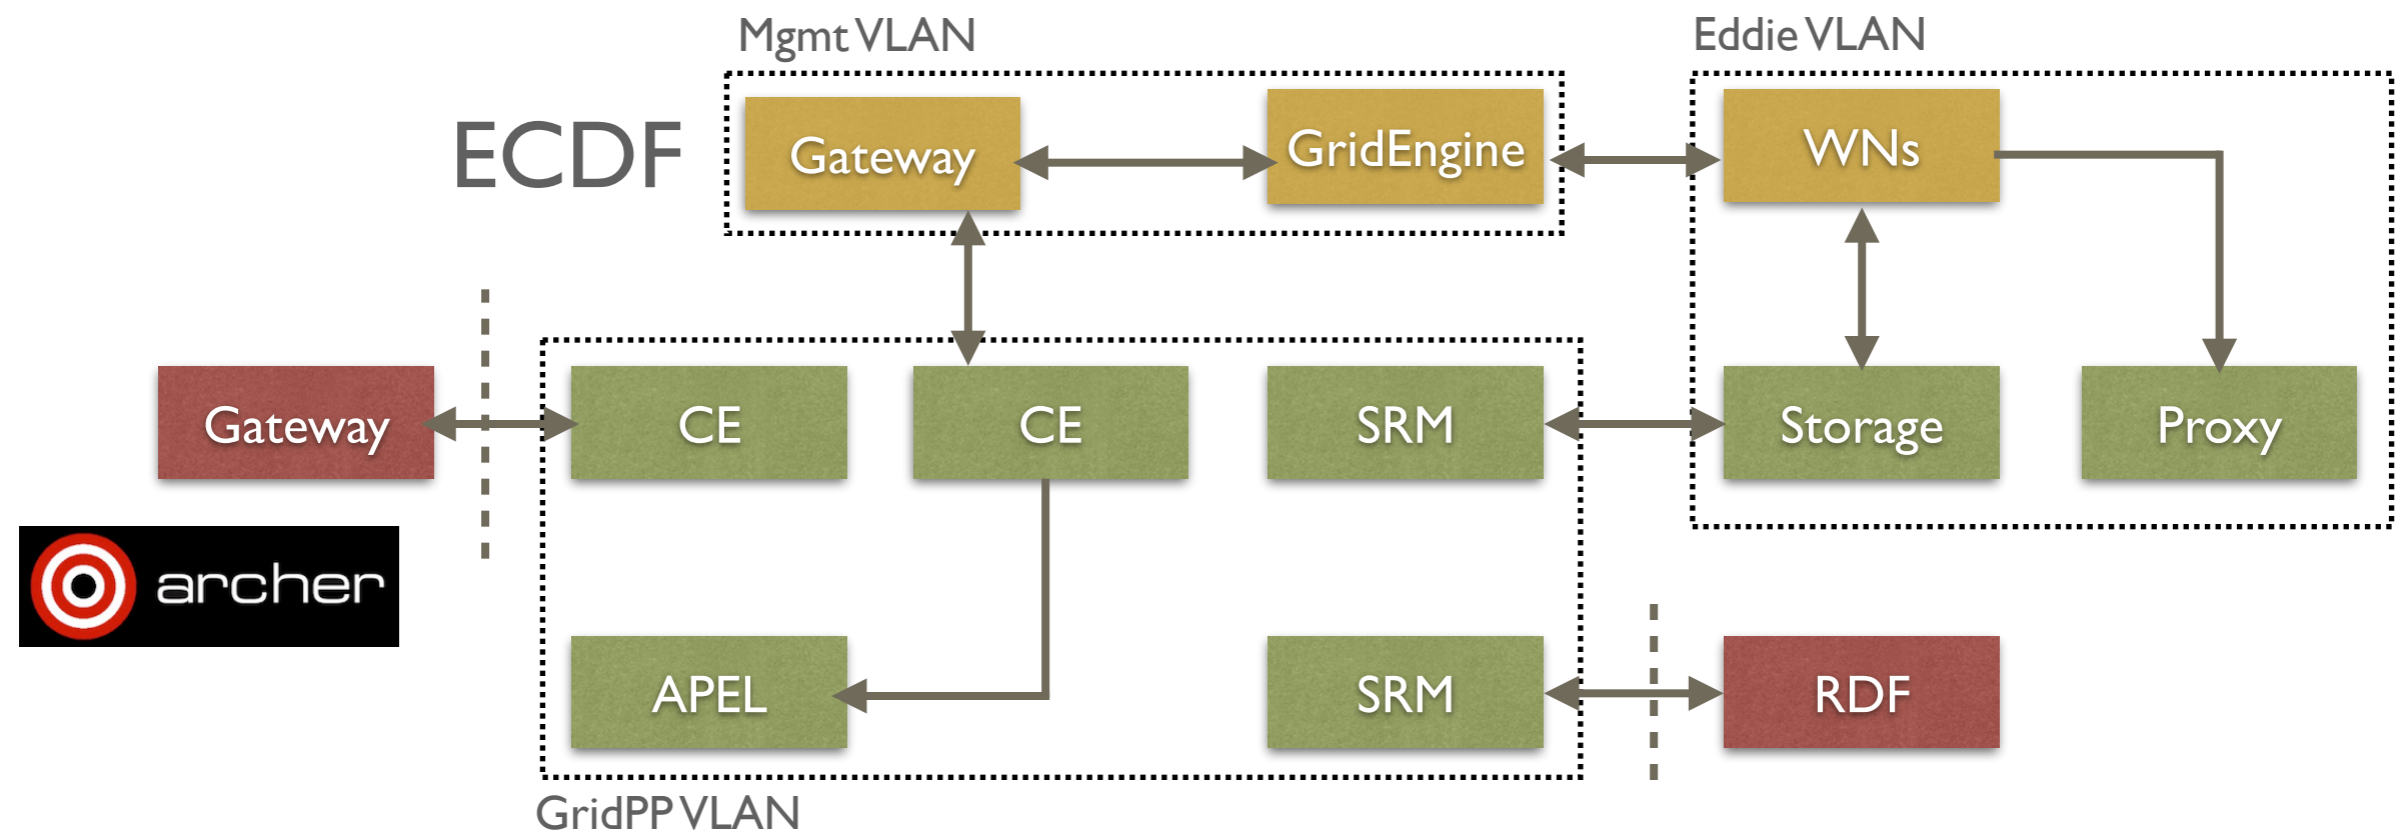 Mgmt VLAN
Eddie VLAN
ECDF
Gateway
GridEngine
WNs
Gateway
CE
CE
SRM
Storage
Proxy
archer
APEL
SRM
RDF
GridPP VLAN